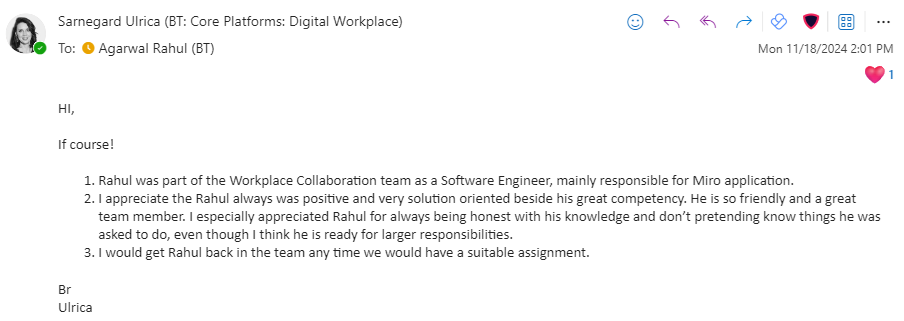 Sarnegard Ulrica (BT: Core Platforms: Digital Workplace)
To: Agarwal Rahul (BT)
Mon 11/18/2024 2:01 PM
1
HI,
If course!
1. Rahul was part of the Workplace Collaboration team as a Software Engineer, mainly responsible for Miro application.
2. I appreciate the Rahul always was positive and very solution oriented beside his great competency. He is so friendly and a great
team member. I especially appreciated Rahul for always being honest with his knowledge and don’t pretending know things he was
asked to do, even though I think he is ready for larger responsibilities.
3. I would get Rahul back in the team any time we would have a suitable assignment.
Br
Ulrica